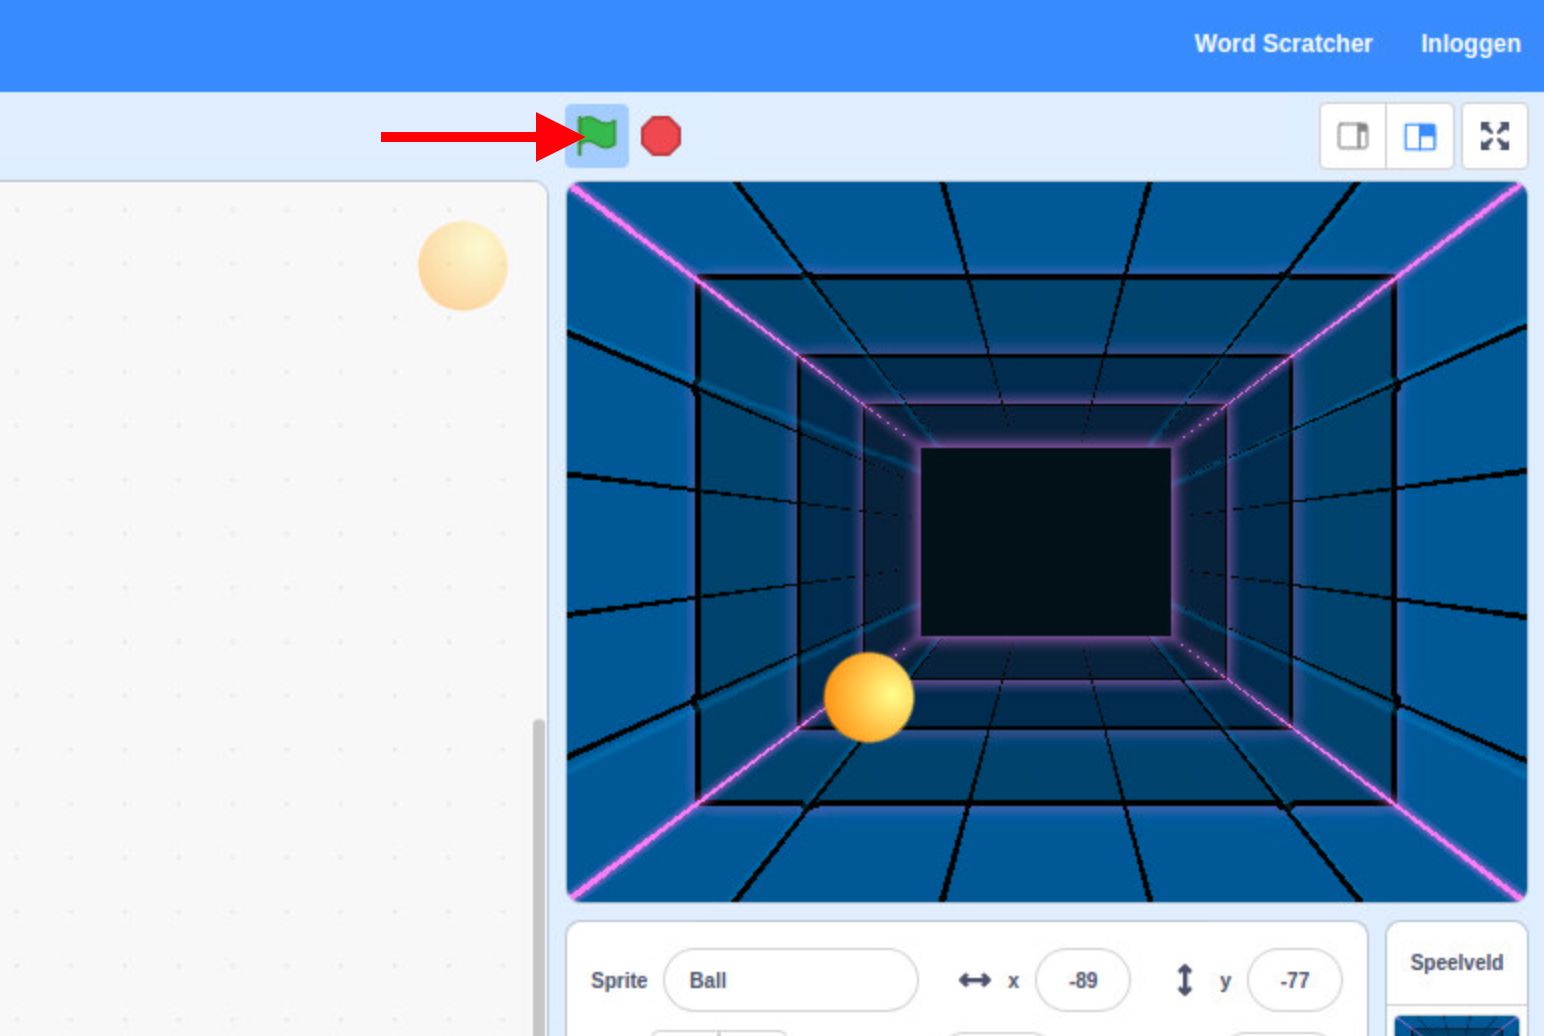 Word Scratcher Inloggen
Sprite Ball x -89 y -77
Speelveld